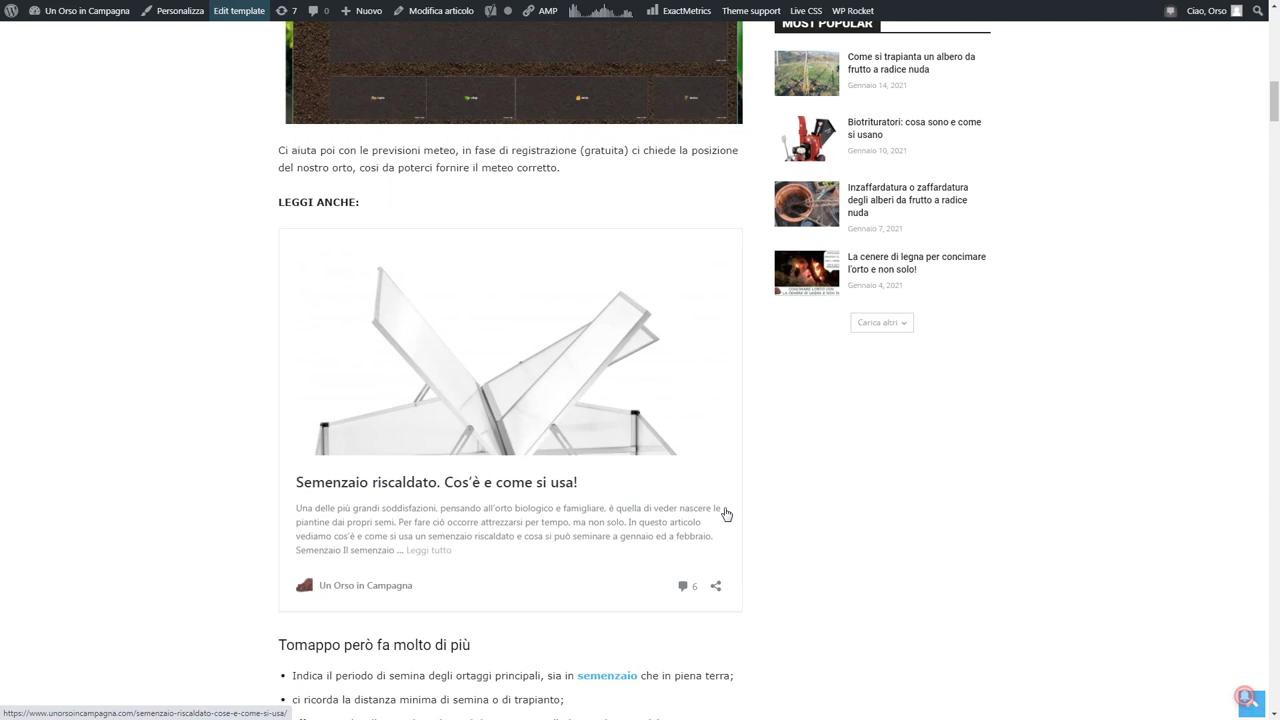 Un Orso in Campagna Personalizza 7 0 Nuovo Edit Story Modifica articolo AMP ExactMetrics Theme support Live CSS WP Rocket Ciao, Orso
MOST POPULAR
Come si trapianta un albero da
frutto a radice nuda
Gennaio 14, 2021
Biotrituratori: cosa sono e come
si usano
Gennaio 10, 2021
Inzaffardatura o zaffardatura
degli alberi da frutto a radice
nuda
Gennaio 7, 2021
La cenere di legna per concimare
l'orto e non solo!
Gennaio 4, 2021
Carica altri
Ci aiuta poi con le previsioni meteo, in fase di registrazione (gratuita) ci chiede la posizione
del nostro orto, cosi da poterci fornire il meteo corretto.
LEGGI ANCHE:
Semenzaio riscaldato. Cos'è e come si usa!
Una delle più grandi soddisfazioni, pensando all'orto biologico e famigliare, è quella di veder nascere le
piantine dai propri semi. Per fare ciò occorre attrezzarsi per tempo, ma non solo. In questo articolo
vediamo cos'è e come si usa un semenzaio riscaldato e cosa si può seminare a gennaio ed a febbraio.
Semenzaio Il semenzaio ... Leggi tutto
Un Orso in Campagna 6
Tomappo però fa molto di più
• Indica il periodo di semina degli ortaggi principali, sia in semenzaio che in piena terra;
• ci ricorda la distanza minima di semina o di trapianto;
https://www.unorsoincampagna.com/semenzaio-riscaldato-cose-e-come-si-usa/